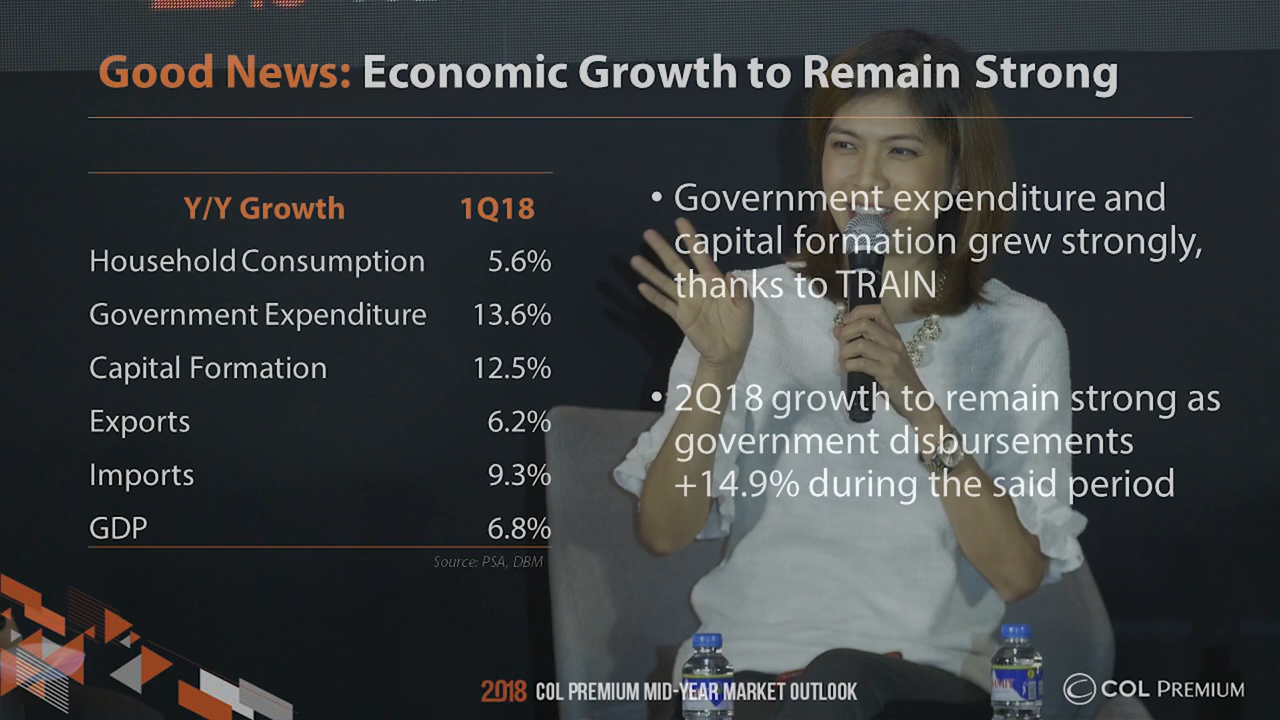 Good News: Economic Growth to Remain Strong
Y/Y Growth 1Q18
Household Consumption 5.6%
Government Expenditure 13.6%
Capital Formation 12.5%
Exports 6.2%
Imports 9.3%
GDP 6.8%
Source: PSA, DBM
• Government expenditure and
capital formation grew strongly,
thanks to TRAIN
• 2Q18 growth to remain strong as
government disbursements
+14.9% during the said period
2018 COL PREMIUM MID-YEAR MARKET OUTLOOK
COL PREMIUM